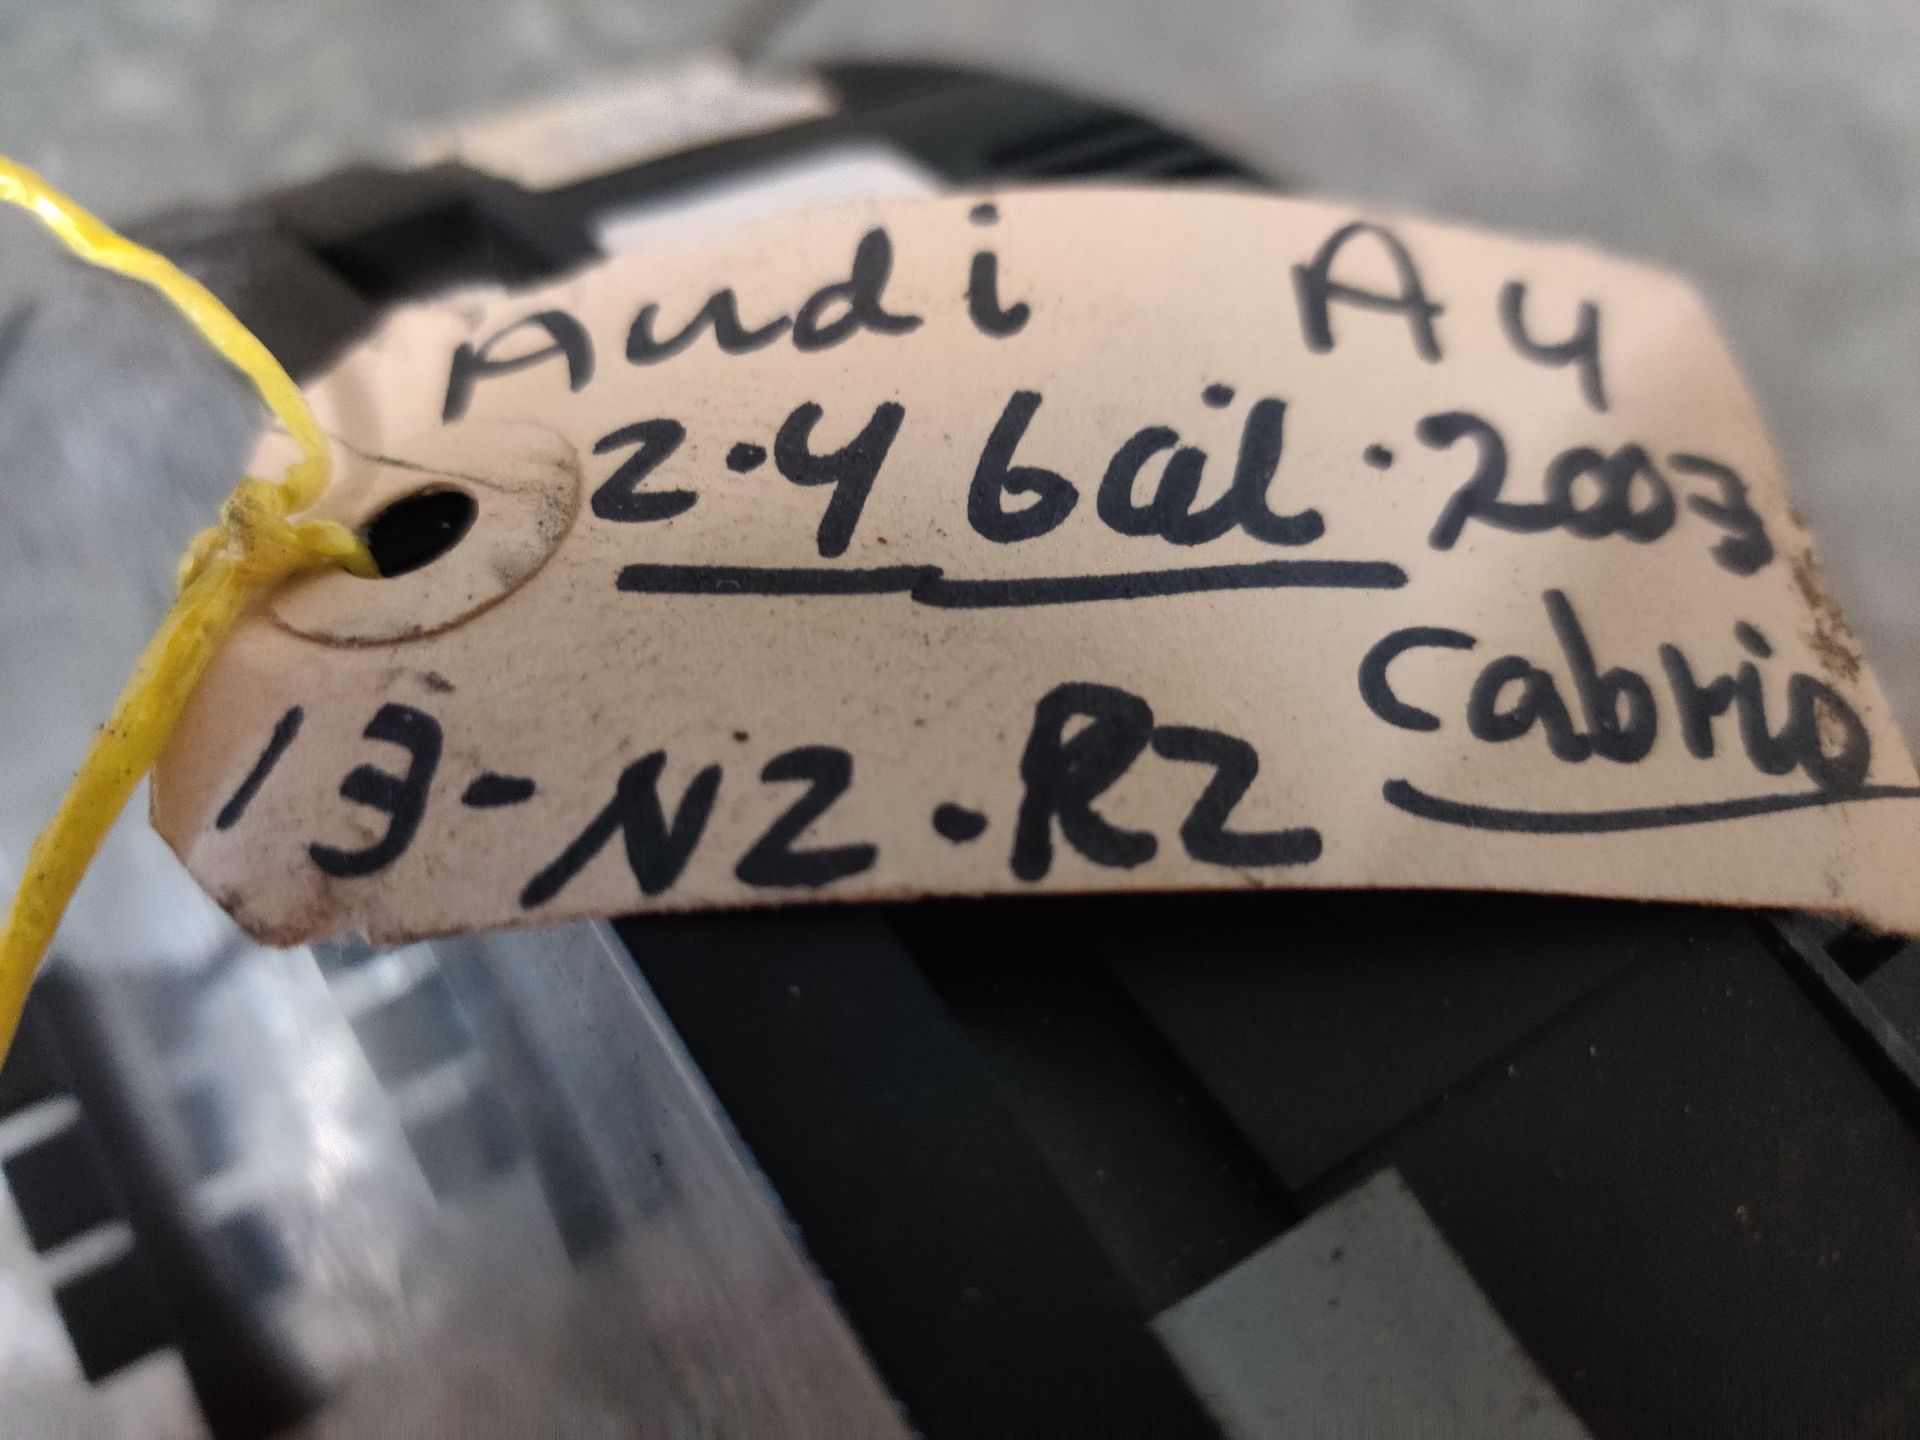 Audi A4
2.4 6cil. 2003
Cabrio
13-NZ.RZ